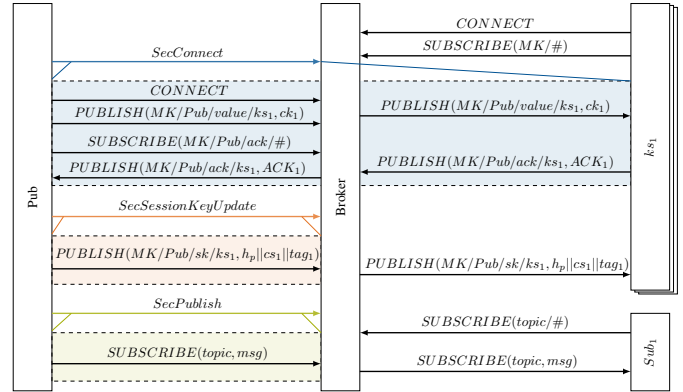 CONNECT
SUBSCRIBE(MK/#)
SecConnect
CONNECT
PUBLISH(MK/Pub/value/ks₁, ck₁)
PUBLISH(MK/Pub/value/ks₁, ck₁)
SUBSCRIBE(MK/Pub/ack/#)
PUBLISH(MK/Pub/ack/ks₁, ACK₁)
PUBLISH(MK/Pub/ack/ks₁, ACK₁)
ks₁
Pub
Broker
SecSessionKeyUpdate
PUBLISH(MK/Pub/sk/ks₁, hₚ||cs₁||tag₁)
PUBLISH(MK/Pub/sk/ks₁, hₚ||cs₁||tag₁)
SecPublish
SUBSCRIBE(topic/#)
SUBSCRIBE(topic, msg)
SUBSCRIBE(topic, msg)
Sub₁